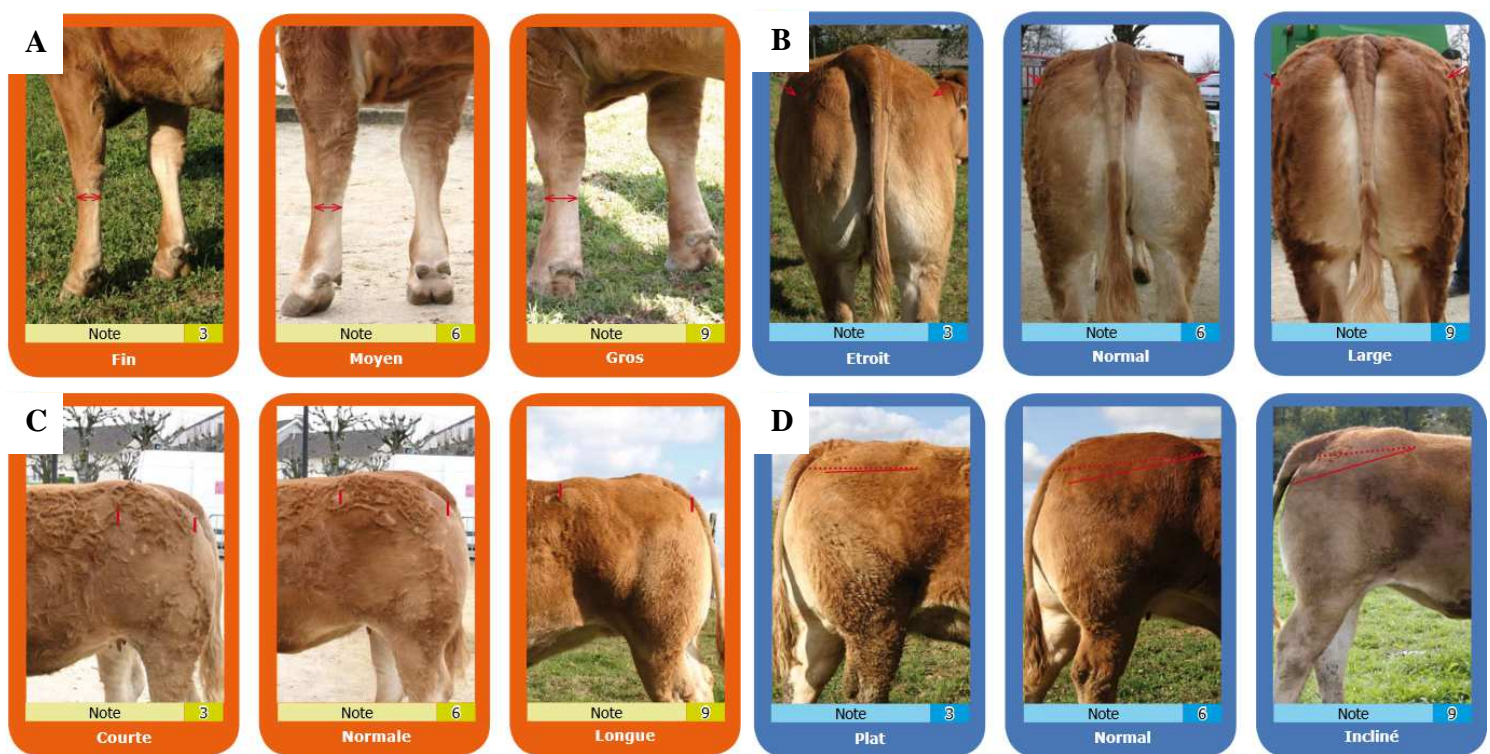 A
B
Note 3
Note 6
Note 9
Note 3
Note 6
Note 9
Fin
Moyen
Gros
Etroit
Normal
Large
C
D
Note 3
Note 6
Note 9
Note 3
Note 6
Note 9
Courte
Normale
Longue
Plat
Normal
Incliné